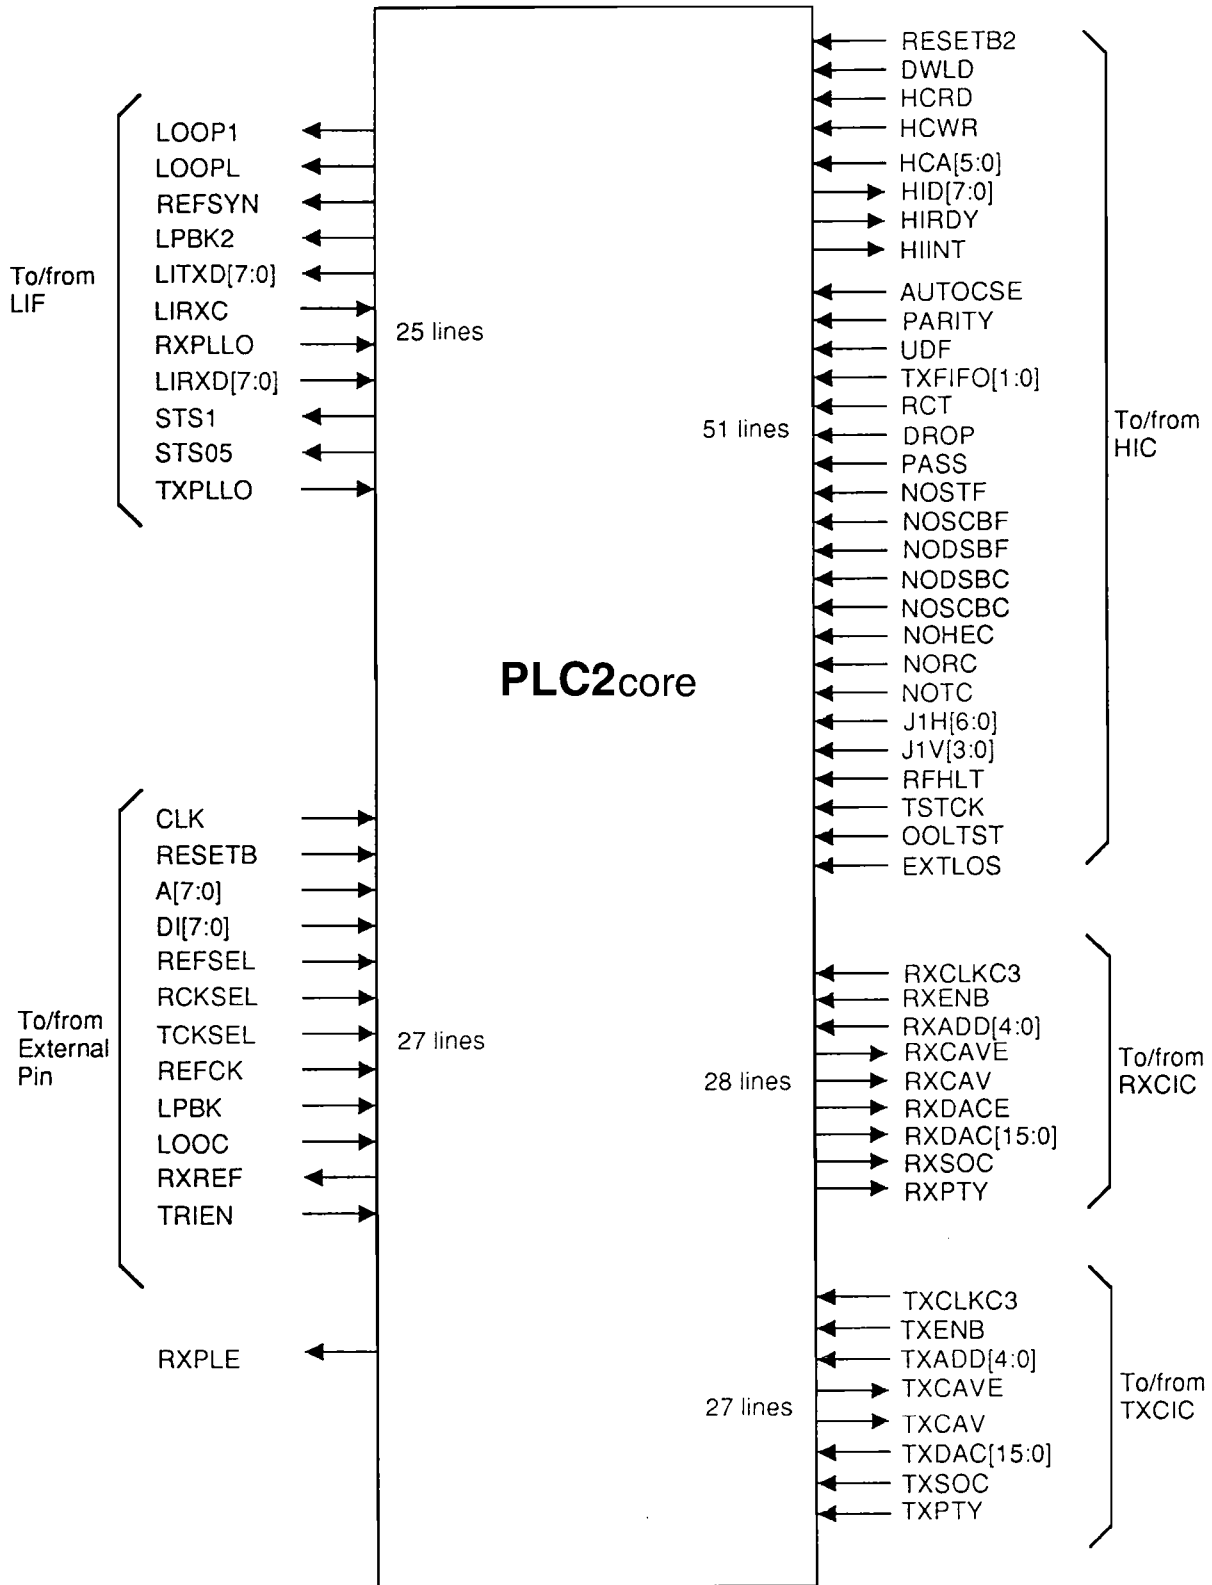 To/from
LIF
LOOP1
LOOPL
REFSYN
LPBK2
LITXD[7:0]
LIRXC
RXPLLO
LIRXD[7:0]
STS1
STS05
TXPLLO
25 lines
To/from
External
Pin
CLK
RESETB
A[7:0]
DI[7:0]
REFSEL
RCKSEL
TCKSEL
REFCK
LPBK
LOOC
RXREF
TRIEN
27 lines
RXPLE
PLC2core
51 lines
RESETB2
DWLD
HCRD
HCWR
HCA[5:0]
HID[7:0]
HIRDY
HIINT
AUTOCSE
PARITY
UDF
TXFIFO[1:0]
RCT
DROP
PASS
NOSTF
NOSCBF
NODSBF
NODSBC
NOSCBC
NOHEC
NORC
NOTC
J1H[6:0]
J1V[3:0]
RFHLT
TSTCK
OOLTST
EXTLOS
To/from
HIC
28 lines
RXCLKC3
RXENB
RXADD[4:0]
RXCAVE
RXCAV
RXDACE
RXDAC[15:0]
RXSOC
RXPTY
To/from
RXCIC
27 lines
TXCLKC3
TXENB
TXADD[4:0]
TXCAVE
TXCAV
TXDAC[15:0]
TXSOC
TXPTY
To/from
TXCIC